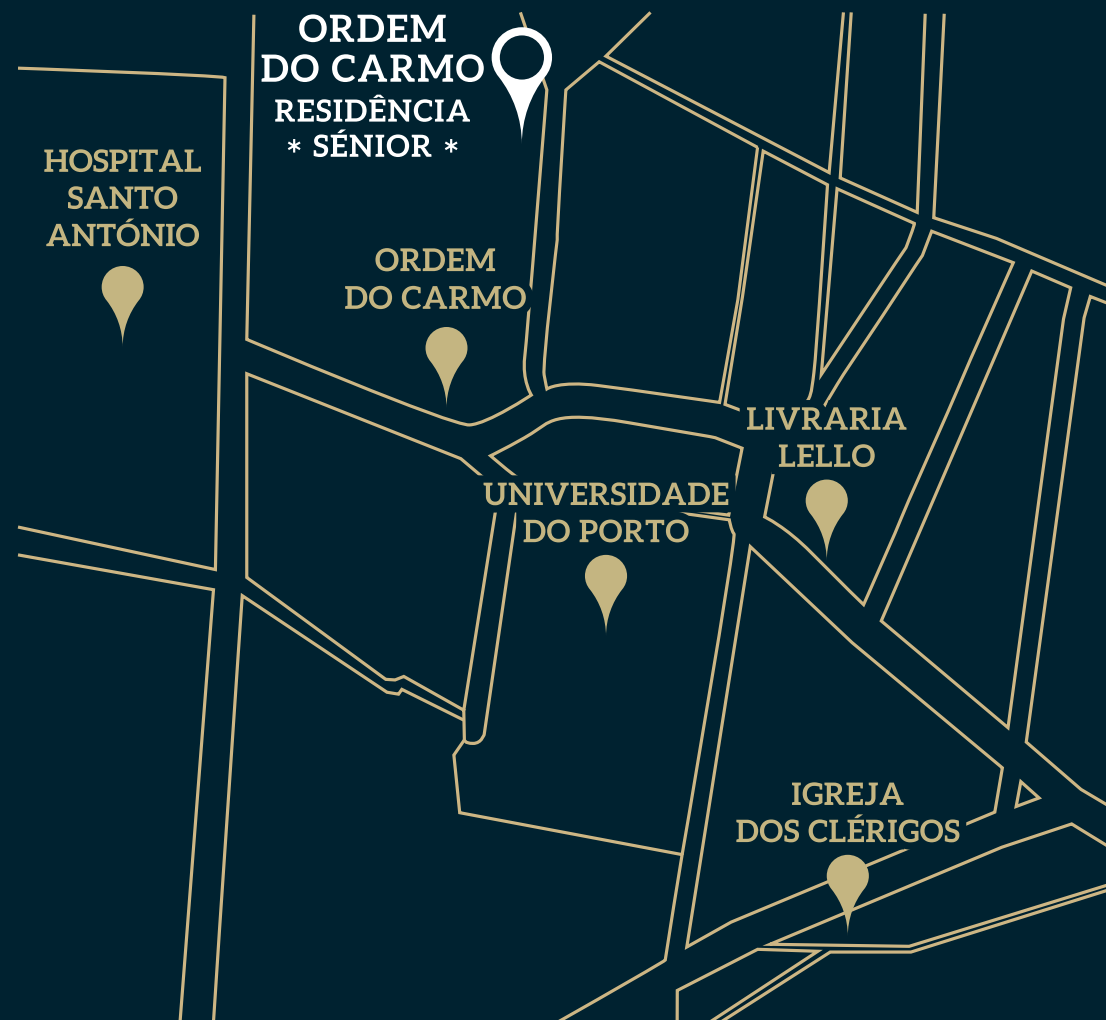 ORDEM
DO CARMO
RESIDÊNCIA
* SÉNIOR *
HOSPITAL
SANTO
ANTÓNIO
ORDEM
DO CARMO
LIVRARIA
LELLO
UNIVERSIDADE
DO PORTO
IGREJA
DOS CLÉRIGOS